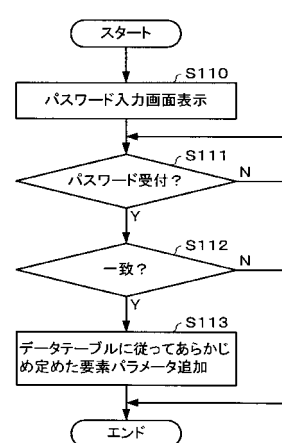 スタート
S110
パスワード入力画面表示
S111
パスワード受付？
N
Y
S112
一致？
N
Y
S113
データテーブルに従ってあらかじ
め定めた要素パラメータ追加
エンド